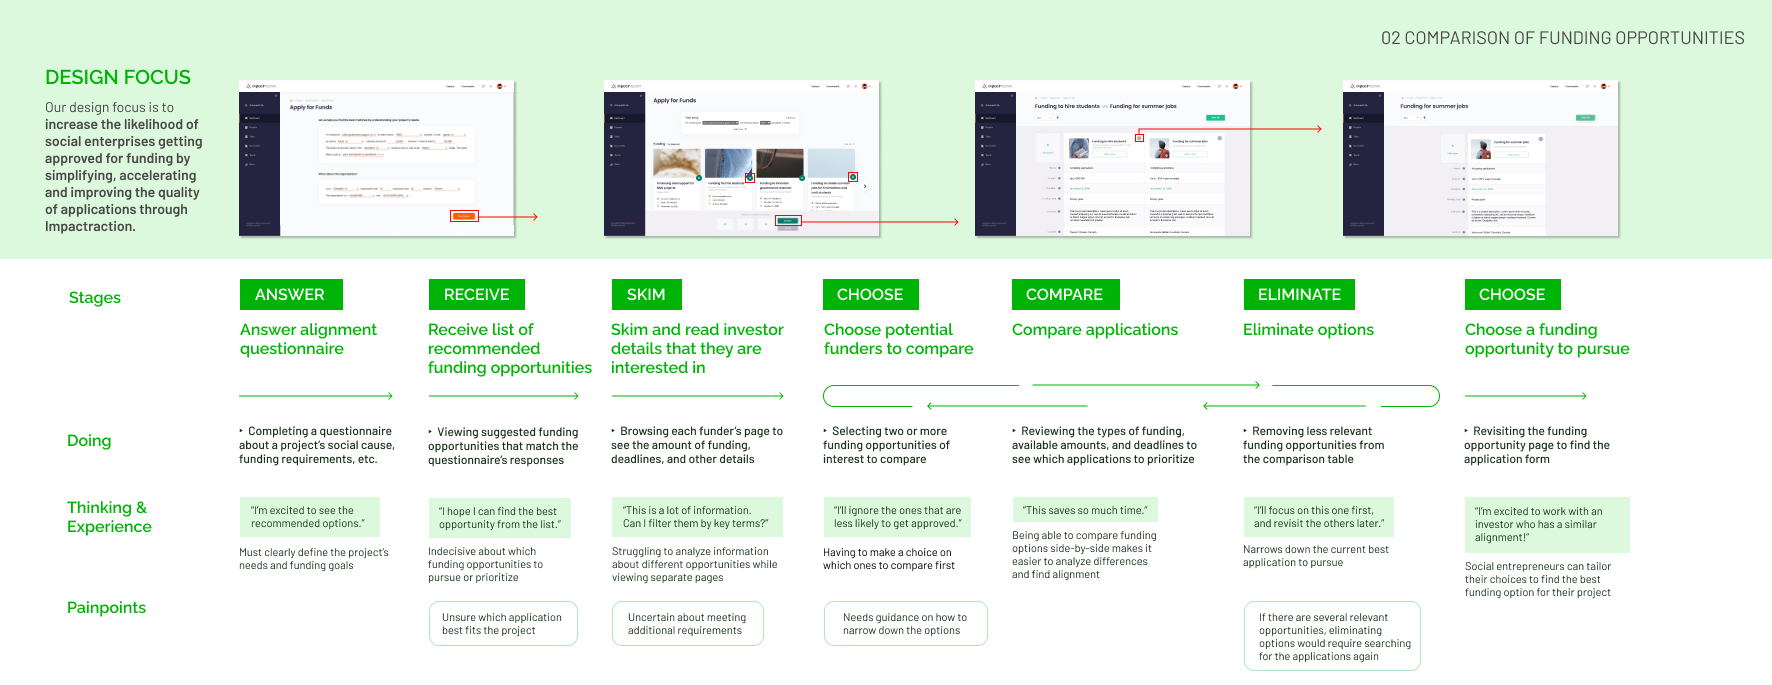 02 COMPARISON OF FUNDING OPPORTUNITIES
DESIGN FOCUS
Our design focus is to
increase the likelihood of
social enterprises getting
approved for funding by
simplifying, accelerating
and improving the quality
of applications through
Impactraction.
Apply for Funds
Apply for Funds
Funding to hire students vs Funding for summer jobs
Funding for summer jobs
Stages
ANSWER
Answer alignment
questionnaire
RECEIVE
Receive list of
recommended
funding opportunities
SKIM
Skim and read investor
details that they are
interested in
CHOOSE
Choose potential
funders to compare
COMPARE
Compare applications
ELIMINATE
Eliminate options
CHOOSE
Choose a funding
opportunity to pursue
Doing
‣ Completing a questionnaire
about a project's social cause,
funding requirements, etc.
‣ Viewing suggested funding
opportunities that match the
questionnaire's responses
‣ Browsing each funder's page to
see the amount of funding,
deadlines, and other details
‣ Selecting two or more
funding opportunities of
interest to compare
‣ Reviewing the types of funding,
available amounts, and deadlines to
see which applications to prioritize
‣ Removing less relevant
funding opportunities from
the comparison table
‣ Revisiting the funding
opportunity page to find the
application form
Thinking &
Experience
"I'm excited to see the
recommended options."
Must clearly define the project's
needs and funding goals
"I hope I can find the best
opportunity from the list."
Indecisive about which
funding opportunities to
pursue or prioritize
"This is a lot of information.
Can I filter them by key terms?"
Struggling to analyze information
about different opportunities while
viewing separate pages
"I'll ignore the ones that are
less likely to get approved."
Having to make a choice on
which ones to compare first
"This saves so much time."
Being able to compare funding
options side-by-side makes it
easier to analyze differences
and find alignment
"I'll focus on this one first,
and revisit the others later."
Narrows down the current best
application to pursue
"I'm excited to work with an
investor who has a similar
alignment!"
Social entrepreneurs can tailor
their choices to find the best
funding option for their project
Painpoints
Unsure which application
best fits the project
Uncertain about meeting
additional requirements
Needs guidance on how to
narrow down the options
If there are several relevant
opportunities, eliminating
options would require searching
for the applications again